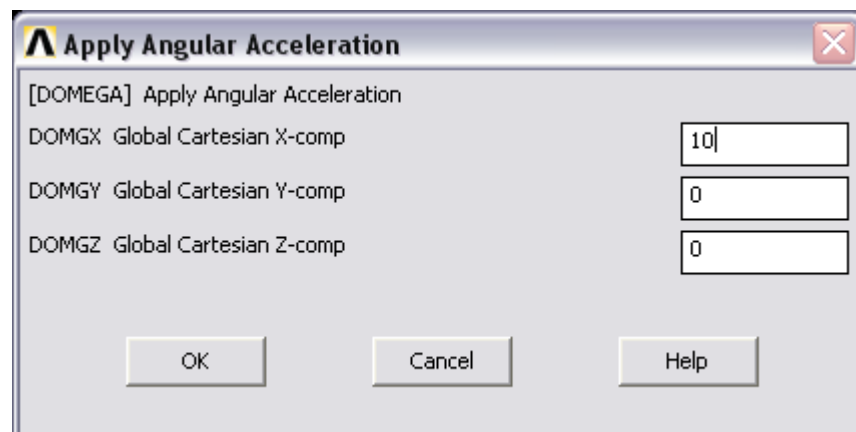 Apply Angular Acceleration
[DOMEGA] Apply Angular Acceleration
DOMGX Global Cartesian X-comp 10
DOMGY Global Cartesian Y-comp 0
DOMGZ Global Cartesian Z-comp 0
OK Cancel Help